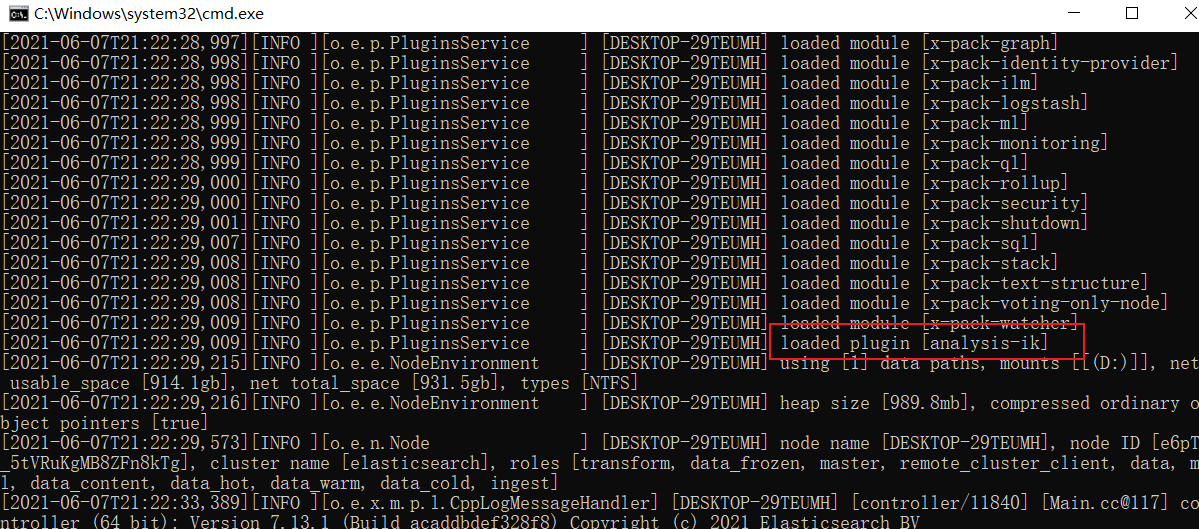 C:\Windows\system32\cmd.exe
[2021-06-07T21:22:28,997][INFO ][o.e.p.PluginsService     ] [DESKTOP-29TEUMH] loaded module [x-pack-graph]
[2021-06-07T21:22:28,998][INFO ][o.e.p.PluginsService     ] [DESKTOP-29TEUMH] loaded module [x-pack-identity-provider]
[2021-06-07T21:22:28,998][INFO ][o.e.p.PluginsService     ] [DESKTOP-29TEUMH] loaded module [x-pack-ilm]
[2021-06-07T21:22:28,998][INFO ][o.e.p.PluginsService     ] [DESKTOP-29TEUMH] loaded module [x-pack-logstash]
[2021-06-07T21:22:28,999][INFO ][o.e.p.PluginsService     ] [DESKTOP-29TEUMH] loaded module [x-pack-ml]
[2021-06-07T21:22:28,999][INFO ][o.e.p.PluginsService     ] [DESKTOP-29TEUMH] loaded module [x-pack-monitoring]
[2021-06-07T21:22:28,999][INFO ][o.e.p.PluginsService     ] [DESKTOP-29TEUMH] loaded module [x-pack-ql]
[2021-06-07T21:22:29,000][INFO ][o.e.p.PluginsService     ] [DESKTOP-29TEUMH] loaded module [x-pack-rollup]
[2021-06-07T21:22:29,000][INFO ][o.e.p.PluginsService     ] [DESKTOP-29TEUMH] loaded module [x-pack-security]
[2021-06-07T21:22:29,001][INFO ][o.e.p.PluginsService     ] [DESKTOP-29TEUMH] loaded module [x-pack-shutdown]
[2021-06-07T21:22:29,007][INFO ][o.e.p.PluginsService     ] [DESKTOP-29TEUMH] loaded module [x-pack-sql]
[2021-06-07T21:22:29,008][INFO ][o.e.p.PluginsService     ] [DESKTOP-29TEUMH] loaded module [x-pack-stack]
[2021-06-07T21:22:29,008][INFO ][o.e.p.PluginsService     ] [DESKTOP-29TEUMH] loaded module [x-pack-text-structure]
[2021-06-07T21:22:29,008][INFO ][o.e.p.PluginsService     ] [DESKTOP-29TEUMH] loaded module [x-pack-voting-only-node]
[2021-06-07T21:22:29,009][INFO ][o.e.p.PluginsService     ] [DESKTOP-29TEUMH] loaded module [x-pack-watcher]
[2021-06-07T21:22:29,009][INFO ][o.e.p.PluginsService     ] [DESKTOP-29TEUMH] loaded plugin [analysis-ik]
[2021-06-07T21:22:29,215][INFO ][o.e.e.NodeEnvironment    ] [DESKTOP-29TEUMH] using [1] data paths, mounts [[(D:)]], net
 usable_space [914.1gb], net total_space [931.5gb], types [NTFS]
[2021-06-07T21:22:29,216][INFO ][o.e.e.NodeEnvironment    ] [DESKTOP-29TEUMH] heap size [989.8mb], compressed ordinary o
bject pointers [true]
[2021-06-07T21:22:29,573][INFO ][o.e.n.Node               ] [DESKTOP-29TEUMH] node name [DESKTOP-29TEUMH], node ID [e6pT
_5tVRuKgMB8ZFn8kTg], cluster name [elasticsearch], roles [transform, data_frozen, master, remote_cluster_client, data, m
l, data_content, data_hot, data_warm, data_cold, ingest]
[2021-06-07T21:22:33,389][INFO ][o.e.x.m.p.l.CppLogMessageHandler] [DESKTOP-29TEUMH] [controller/11840] [Main.cc@117] co
ntroller (64 bit): Version 7.13.1 (Build acaddbdef328f8) Copyright (c) 2021 Elasticsearch BV